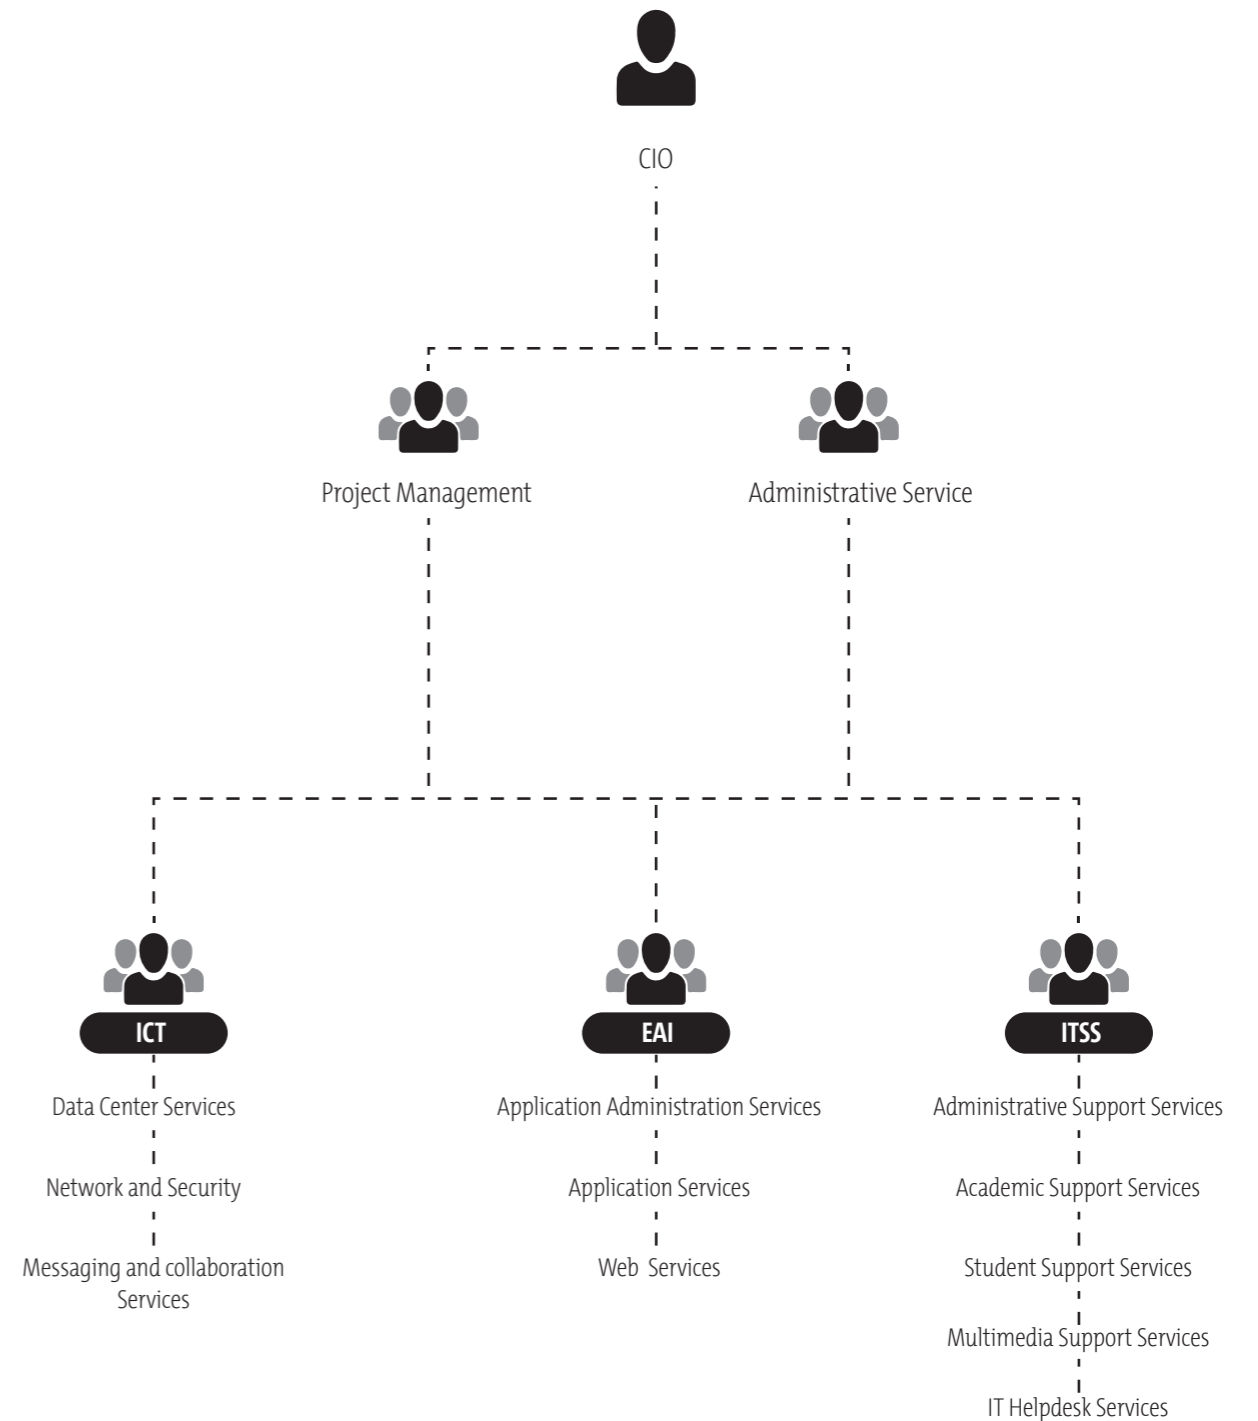 CIO
Project Management
Administrative Service
ICT
EAI
ITSS
Data Center Services
Application Administration Services
Administrative Support Services
Network and Security
Application Services
Academic Support Services
Messaging and collaboration
Services
Web Services
Student Support Services
Multimedia Support Services
IT Helpdesk Services